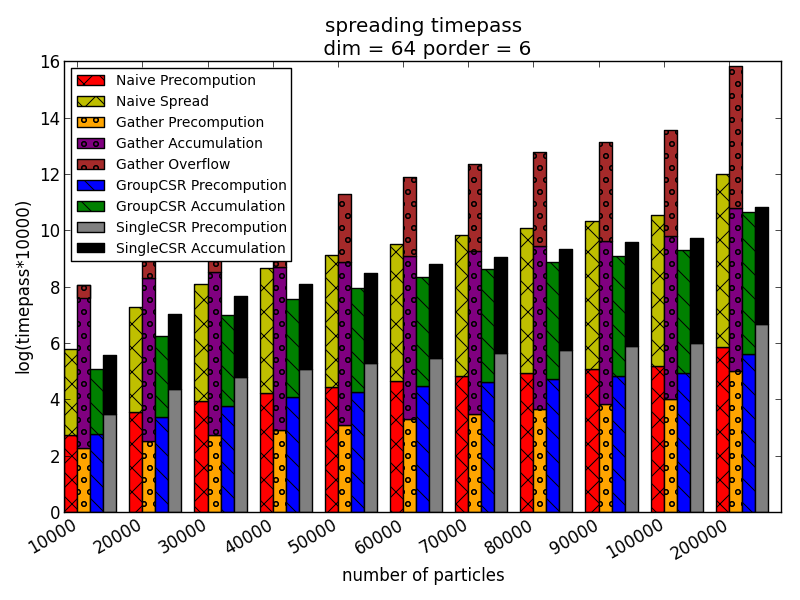 spreading timepass
dim = 64 porder = 6
log(timepass*10000)
16
14
12
10
8
6
4
2
0
Naive Precompution
Naive Spread
Gather Precompution
Gather Accumulation
Gather Overflow
GroupCSR Precompution
GroupCSR Accumulation
SingleCSR Precompution
SingleCSR Accumulation
10000 20000 30000 40000 50000 60000 70000 80000 90000 100000 200000
number of particles